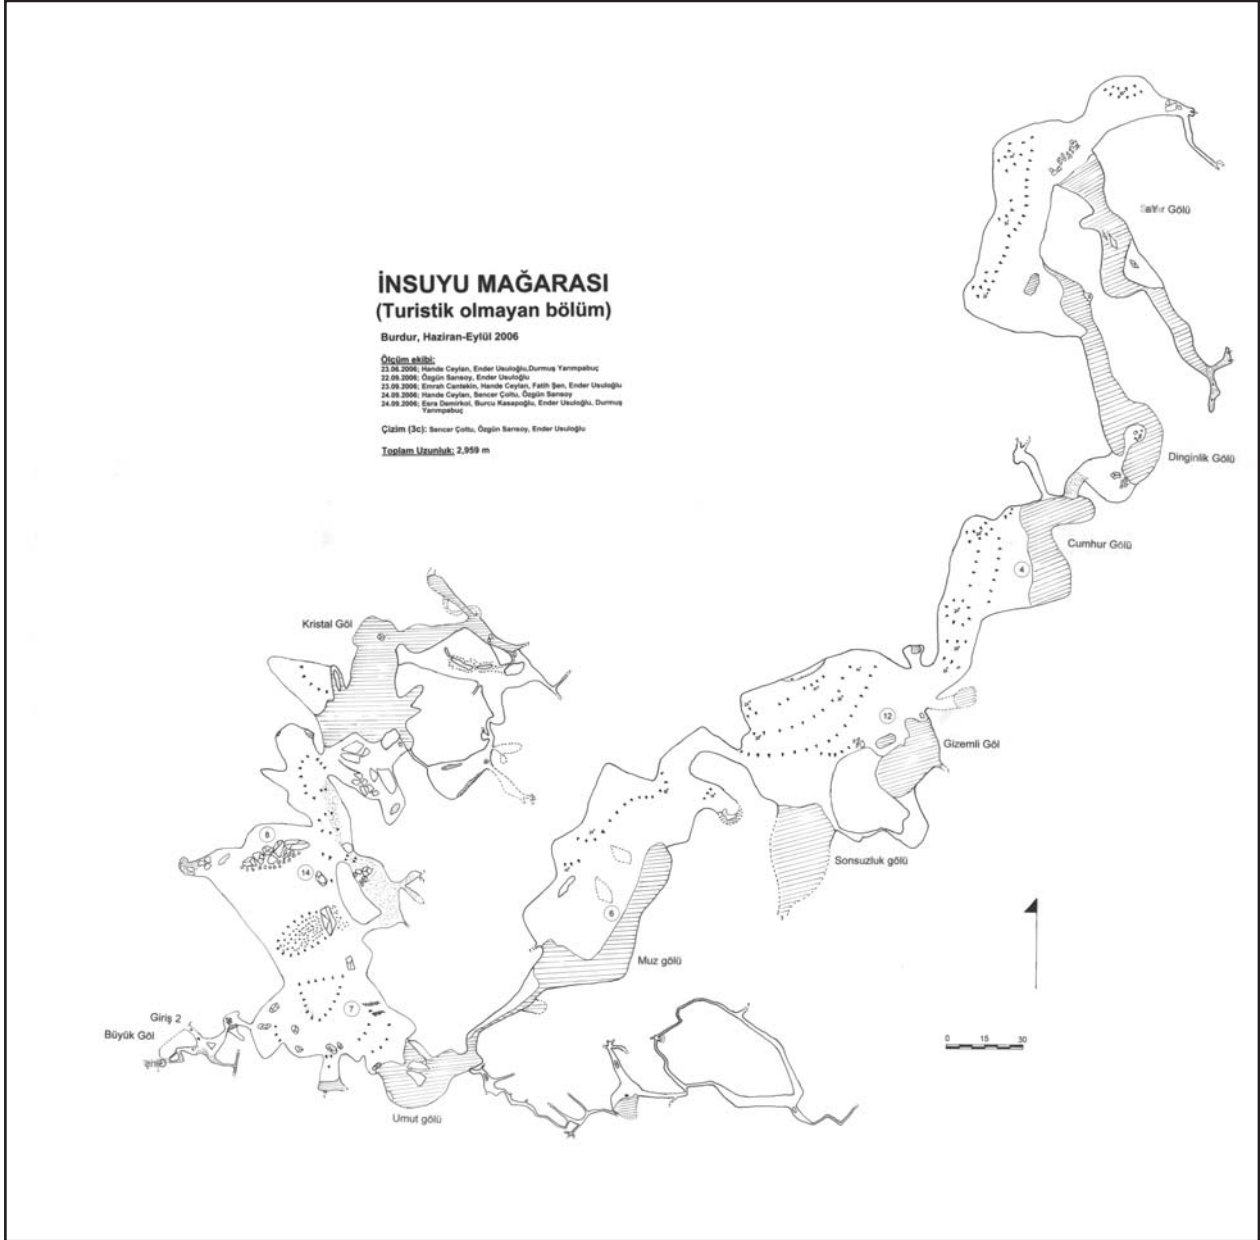 İNSUYU MAĞARASI
(Turistik olmayan bölüm)
Burdur, Haziran-Eylül 2006
Ölçüm ekibi:
23.06.2006; Hande Ceylan, Ender Usuloğlu,Durmuş Yarımpabuç
22.09.2006; Özgün Sarısoy, Ender Usuloğlu
23.09.2006; Emrah Cantekin, Hande Ceylan, Fatih Şen, Ender Usuloğlu
24.09.2006; Hande Ceylan, Sencer Çoltu, Özgün Sarısoy
24.09.2006; Esra Demirkol, Burcu Kasapoğlu, Ender Usuloğlu, Durmuş
Yarımpabuç
Çizim (3c): Sencer Çoltu, Özgün Sarısoy, Ender Usuloğlu
Toplam Uzunluk: 2,959 m
Gölü
Dinginlik Gölü
Cumhur Gölü
4
Kristal Göl
12
Gizemli Göl
Sonsuzluk gölü
8
14
6
Muz gölü
7
Giriş 2
Büyük Göl
Umut gölü
0 15 30